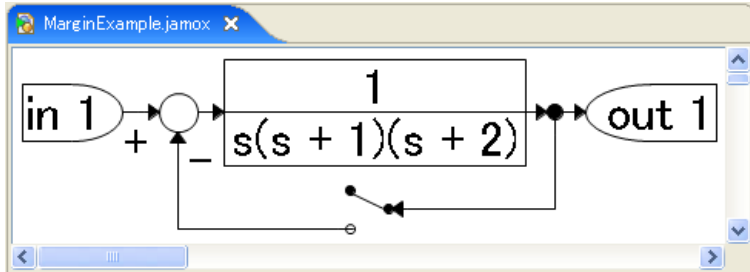 MarginExample.jamox
in 1
+
−
1
s(s + 1)(s + 2)
out 1